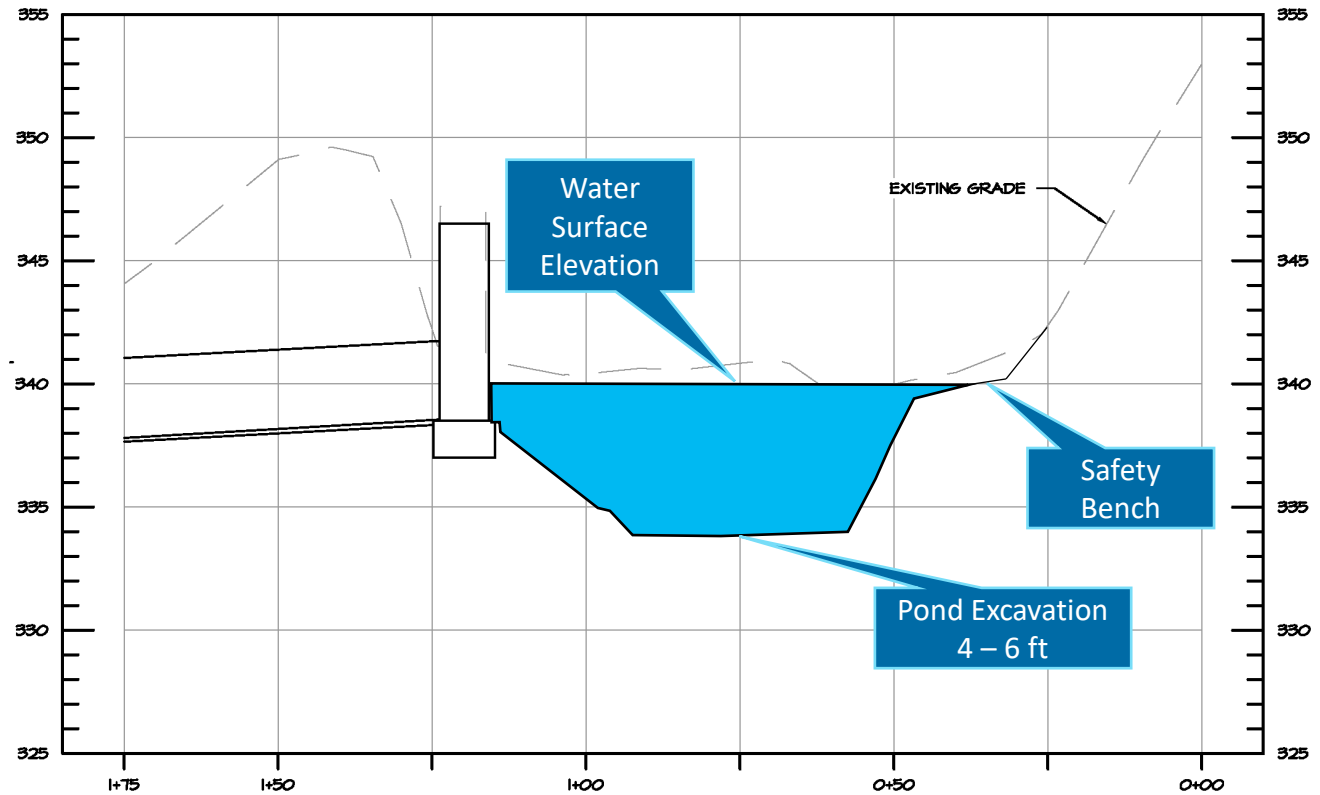 355
355
350
350
345
345
340
340
335
335
330
330
325
325
Water
Surface
Elevation
EXISTING GRADE
Safety
Bench
Pond Excavation
4 – 6 ft
1+75
1+50
1+00
0+50
0+00